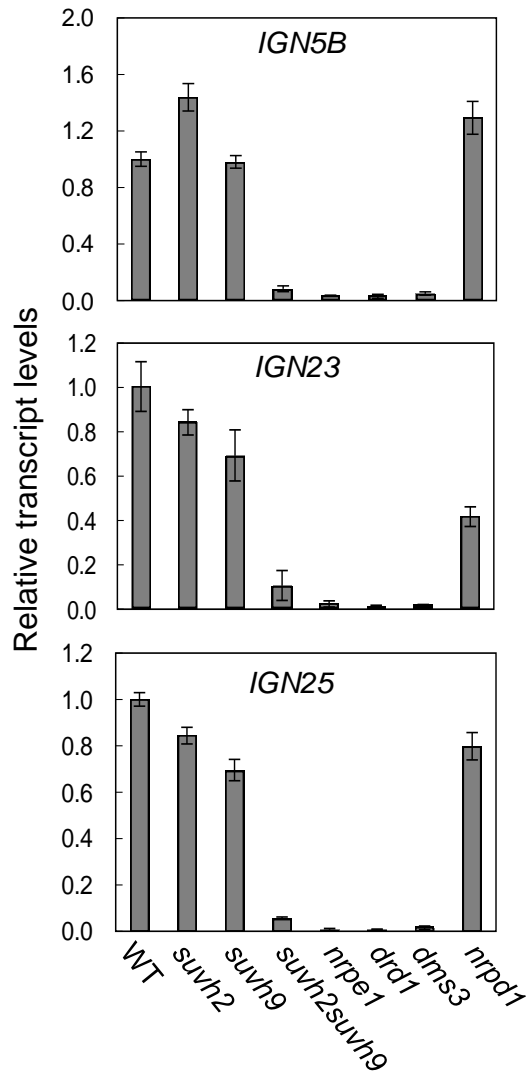 Relative transcript levels
IGN5B
2.0
1.6
1.2
0.8
0.4
0.0
IGN23
1.2
1.0
0.8
0.6
0.4
0.2
0.0
IGN25
1.2
1.0
0.8
0.6
0.4
0.2
0.0
WT
suvh2
suvh9
suvh2suvh9
nrpe1
drd1
dms3
nrpd1